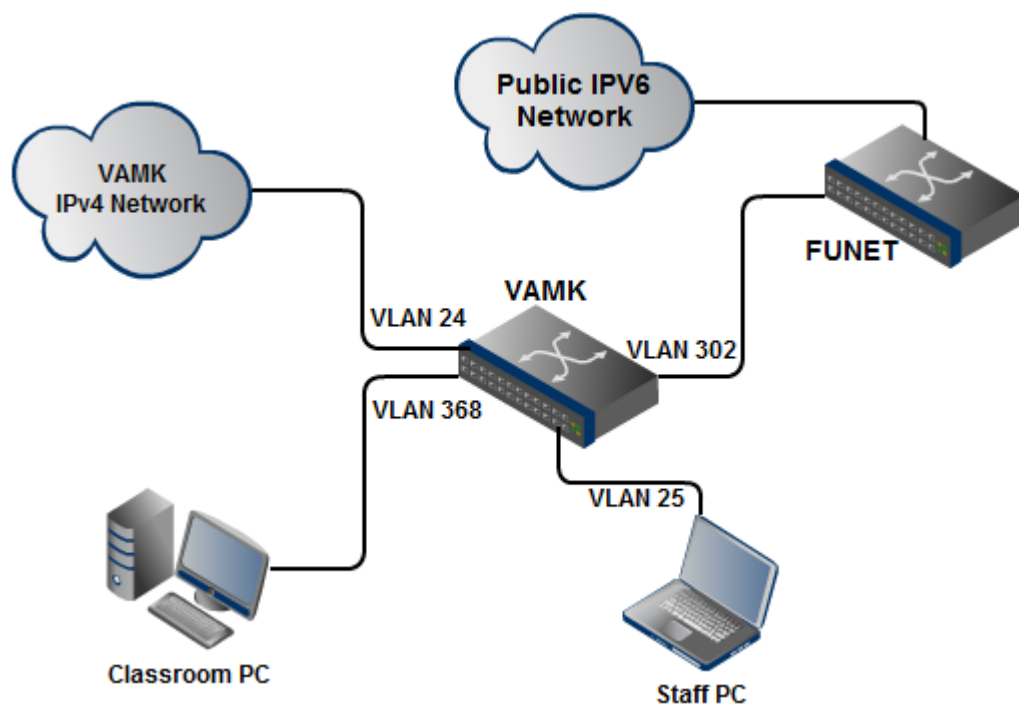 Public IPV6
Network
VAMK
IPv4 Network
FUNET
VAMK
VLAN 24
VLAN 302
VLAN 368
VLAN 25
Classroom PC
Staff PC